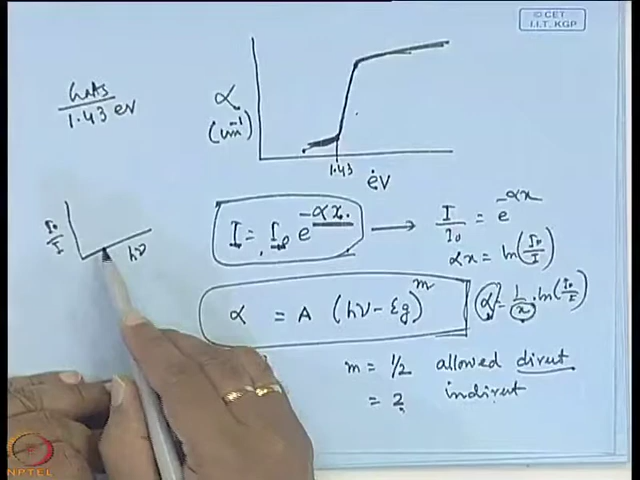 © CET
I.I.T. KGP
GaAs
1.43 eV
α
(cm⁻¹)
1.43
eV
I = I₀ e^(-αx.)
I/I₀ = e^(-αx)
αx = ln(I₀/I)
I₀/I
hν
α = A (hν - Eg)^m
α = 1/x . ln(I₀/I)
m = 1/2 allowed direct
= 2 indirect
NPTEL